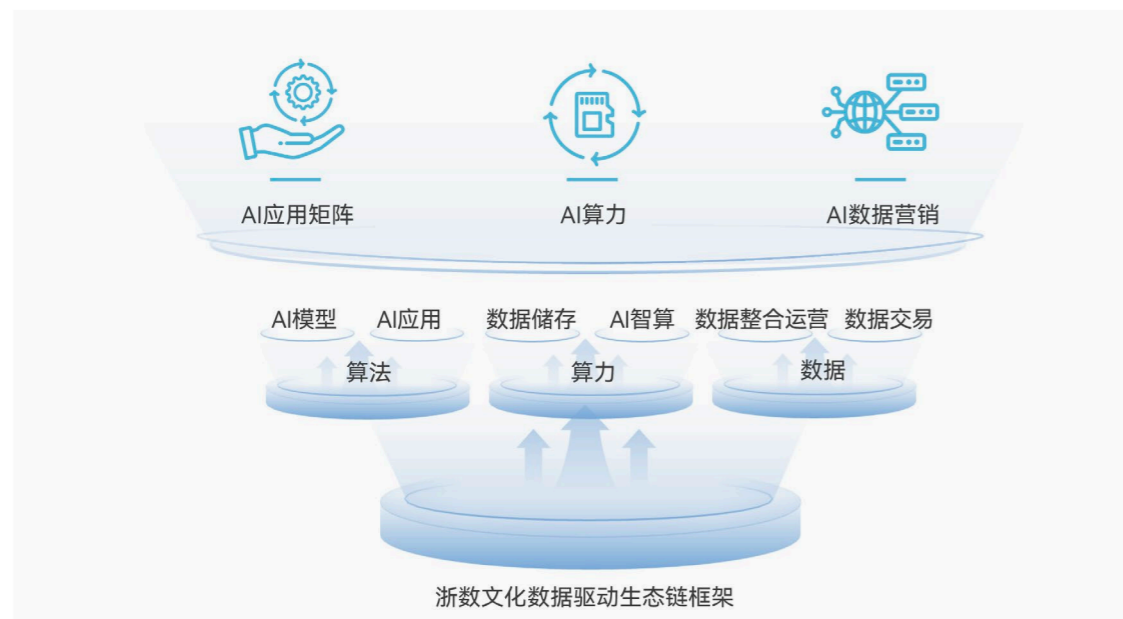 AI应用矩阵
AI算力
AI数据营销
AI模型
AI应用
数据储存
AI智算
数据整合运营
数据交易
算法
算力
数据
浙数文化数据驱动生态链框架